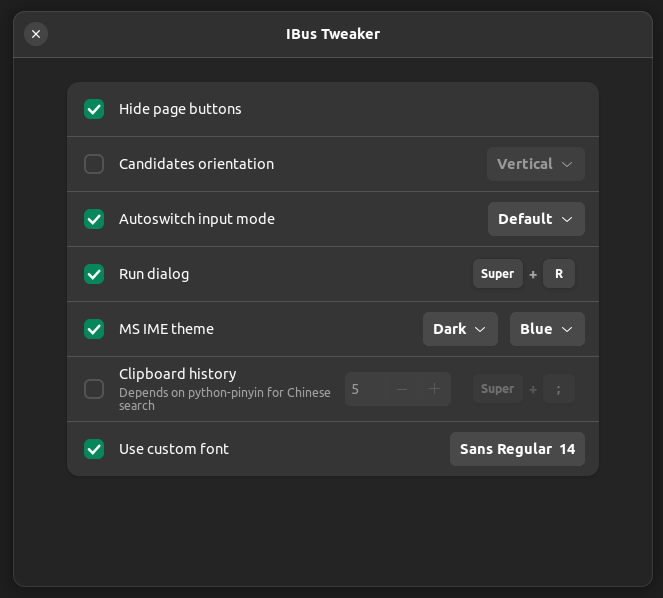 IBus Tweaker
Hide page buttons
Candidates orientation Vertical
Autoswitch input mode Default
Run dialog Super + R
MS IME theme Dark Blue
Clipboard history
Depends on python-pinyin for Chinese
search
5 − + Super + ;
Use custom font Sans Regular 14